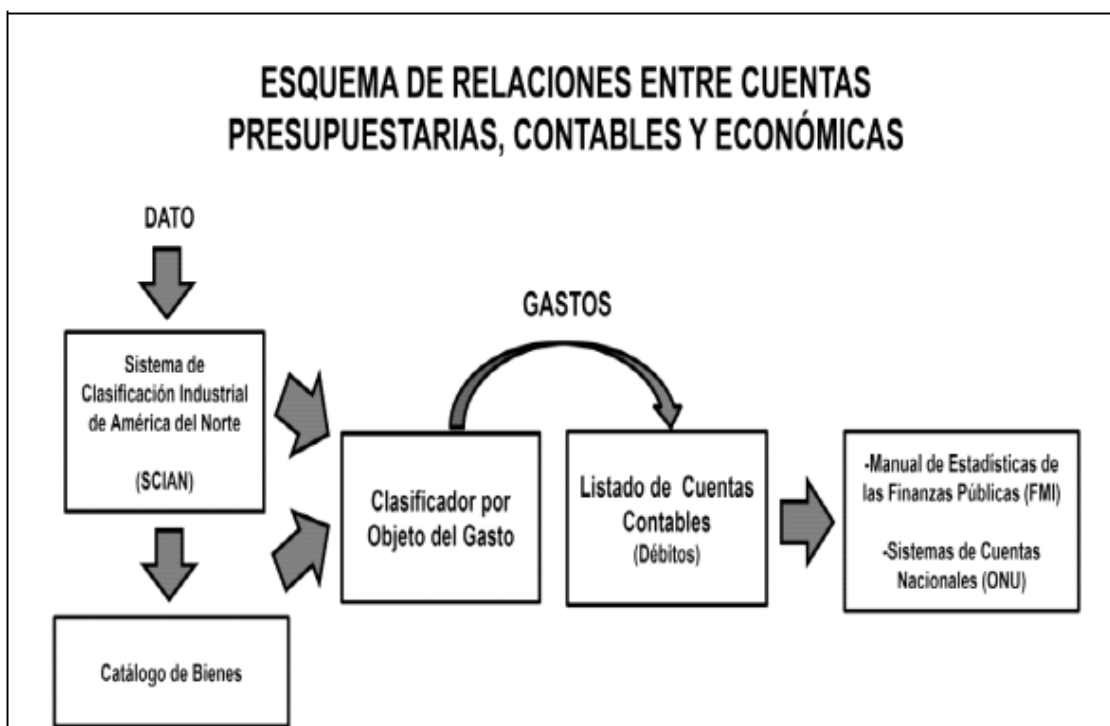 ESQUEMA DE RELACIONES ENTRE CUENTAS
PRESUPUESTARIAS, CONTABLES Y ECONÓMICAS
DATO
GASTOS
Sistema de
Clasificación Industrial
de América del Norte
(SCIAN)
Clasificador por
Objeto del Gasto
Listado de Cuentas
Contables
(Débitos)
-Manual de Estadísticas de
las Finanzas Públicas (FMI)
-Sistemas de Cuentas
Nacionales (ONU)
Catálogo de Bienes